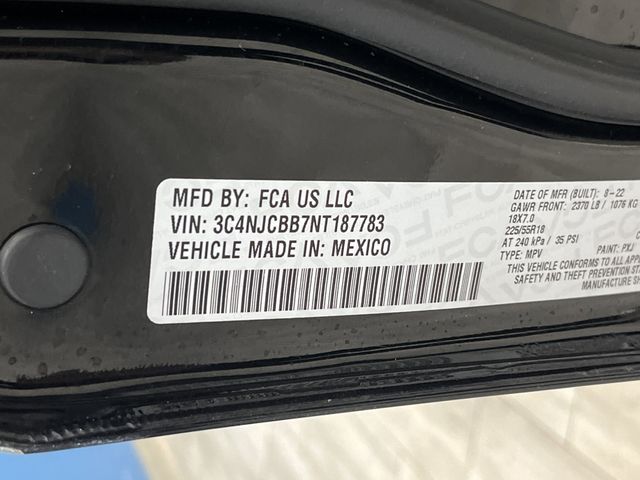 MFD BY: FCA US LLC
VIN: 3C4NJCBB7NT187783
VEHICLE MADE IN: MEXICO
DATE OF MFR (BUILT): 8-22
GAWR FRONT: 2370 LB / 1076 KG
18X7.0
225/55R18
AT 240 kPa / 35 PSI
TYPE: MPV
PAINT: PXJ
THIS VEHICLE CONFORMS TO ALL APP
SAFETY AND THEFT PREVENTION S
MANUFACTURE SH